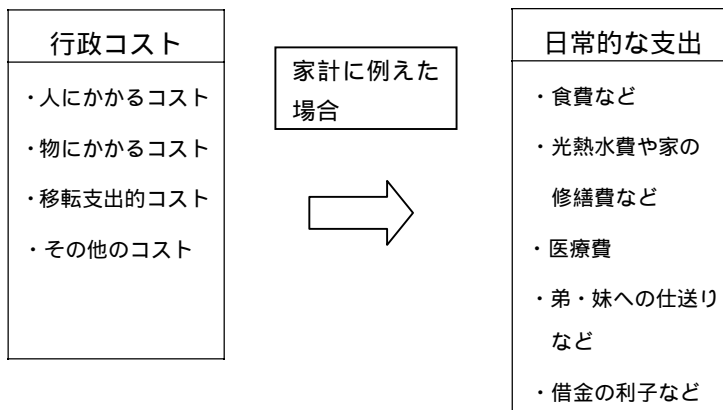 行政コスト
・人にかかるコスト
・物にかかるコスト
・移転支出的コスト
・その他のコスト
家計に例えた
場合
日常的な支出
・食費など
・光熱水費や家の
修繕費など
・医療費
・弟・妹への仕送り
など
・借金の利子など